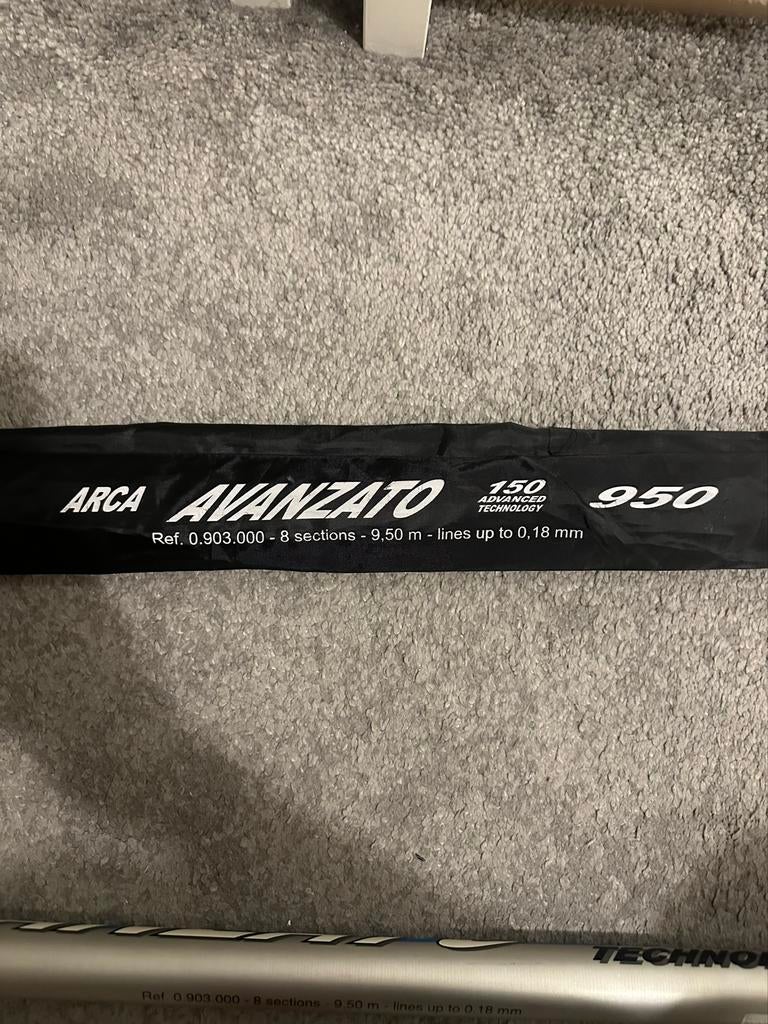 ARCA AVANZATO 150 ADVANCED TECHNOLOGY 950
Ref. 0.903.000 - 8 sections - 9,50 m - lines up to 0,18 mm
Ref. 0.903.000 - 8 sections - 9,50 m - lines up to 0,18 mm